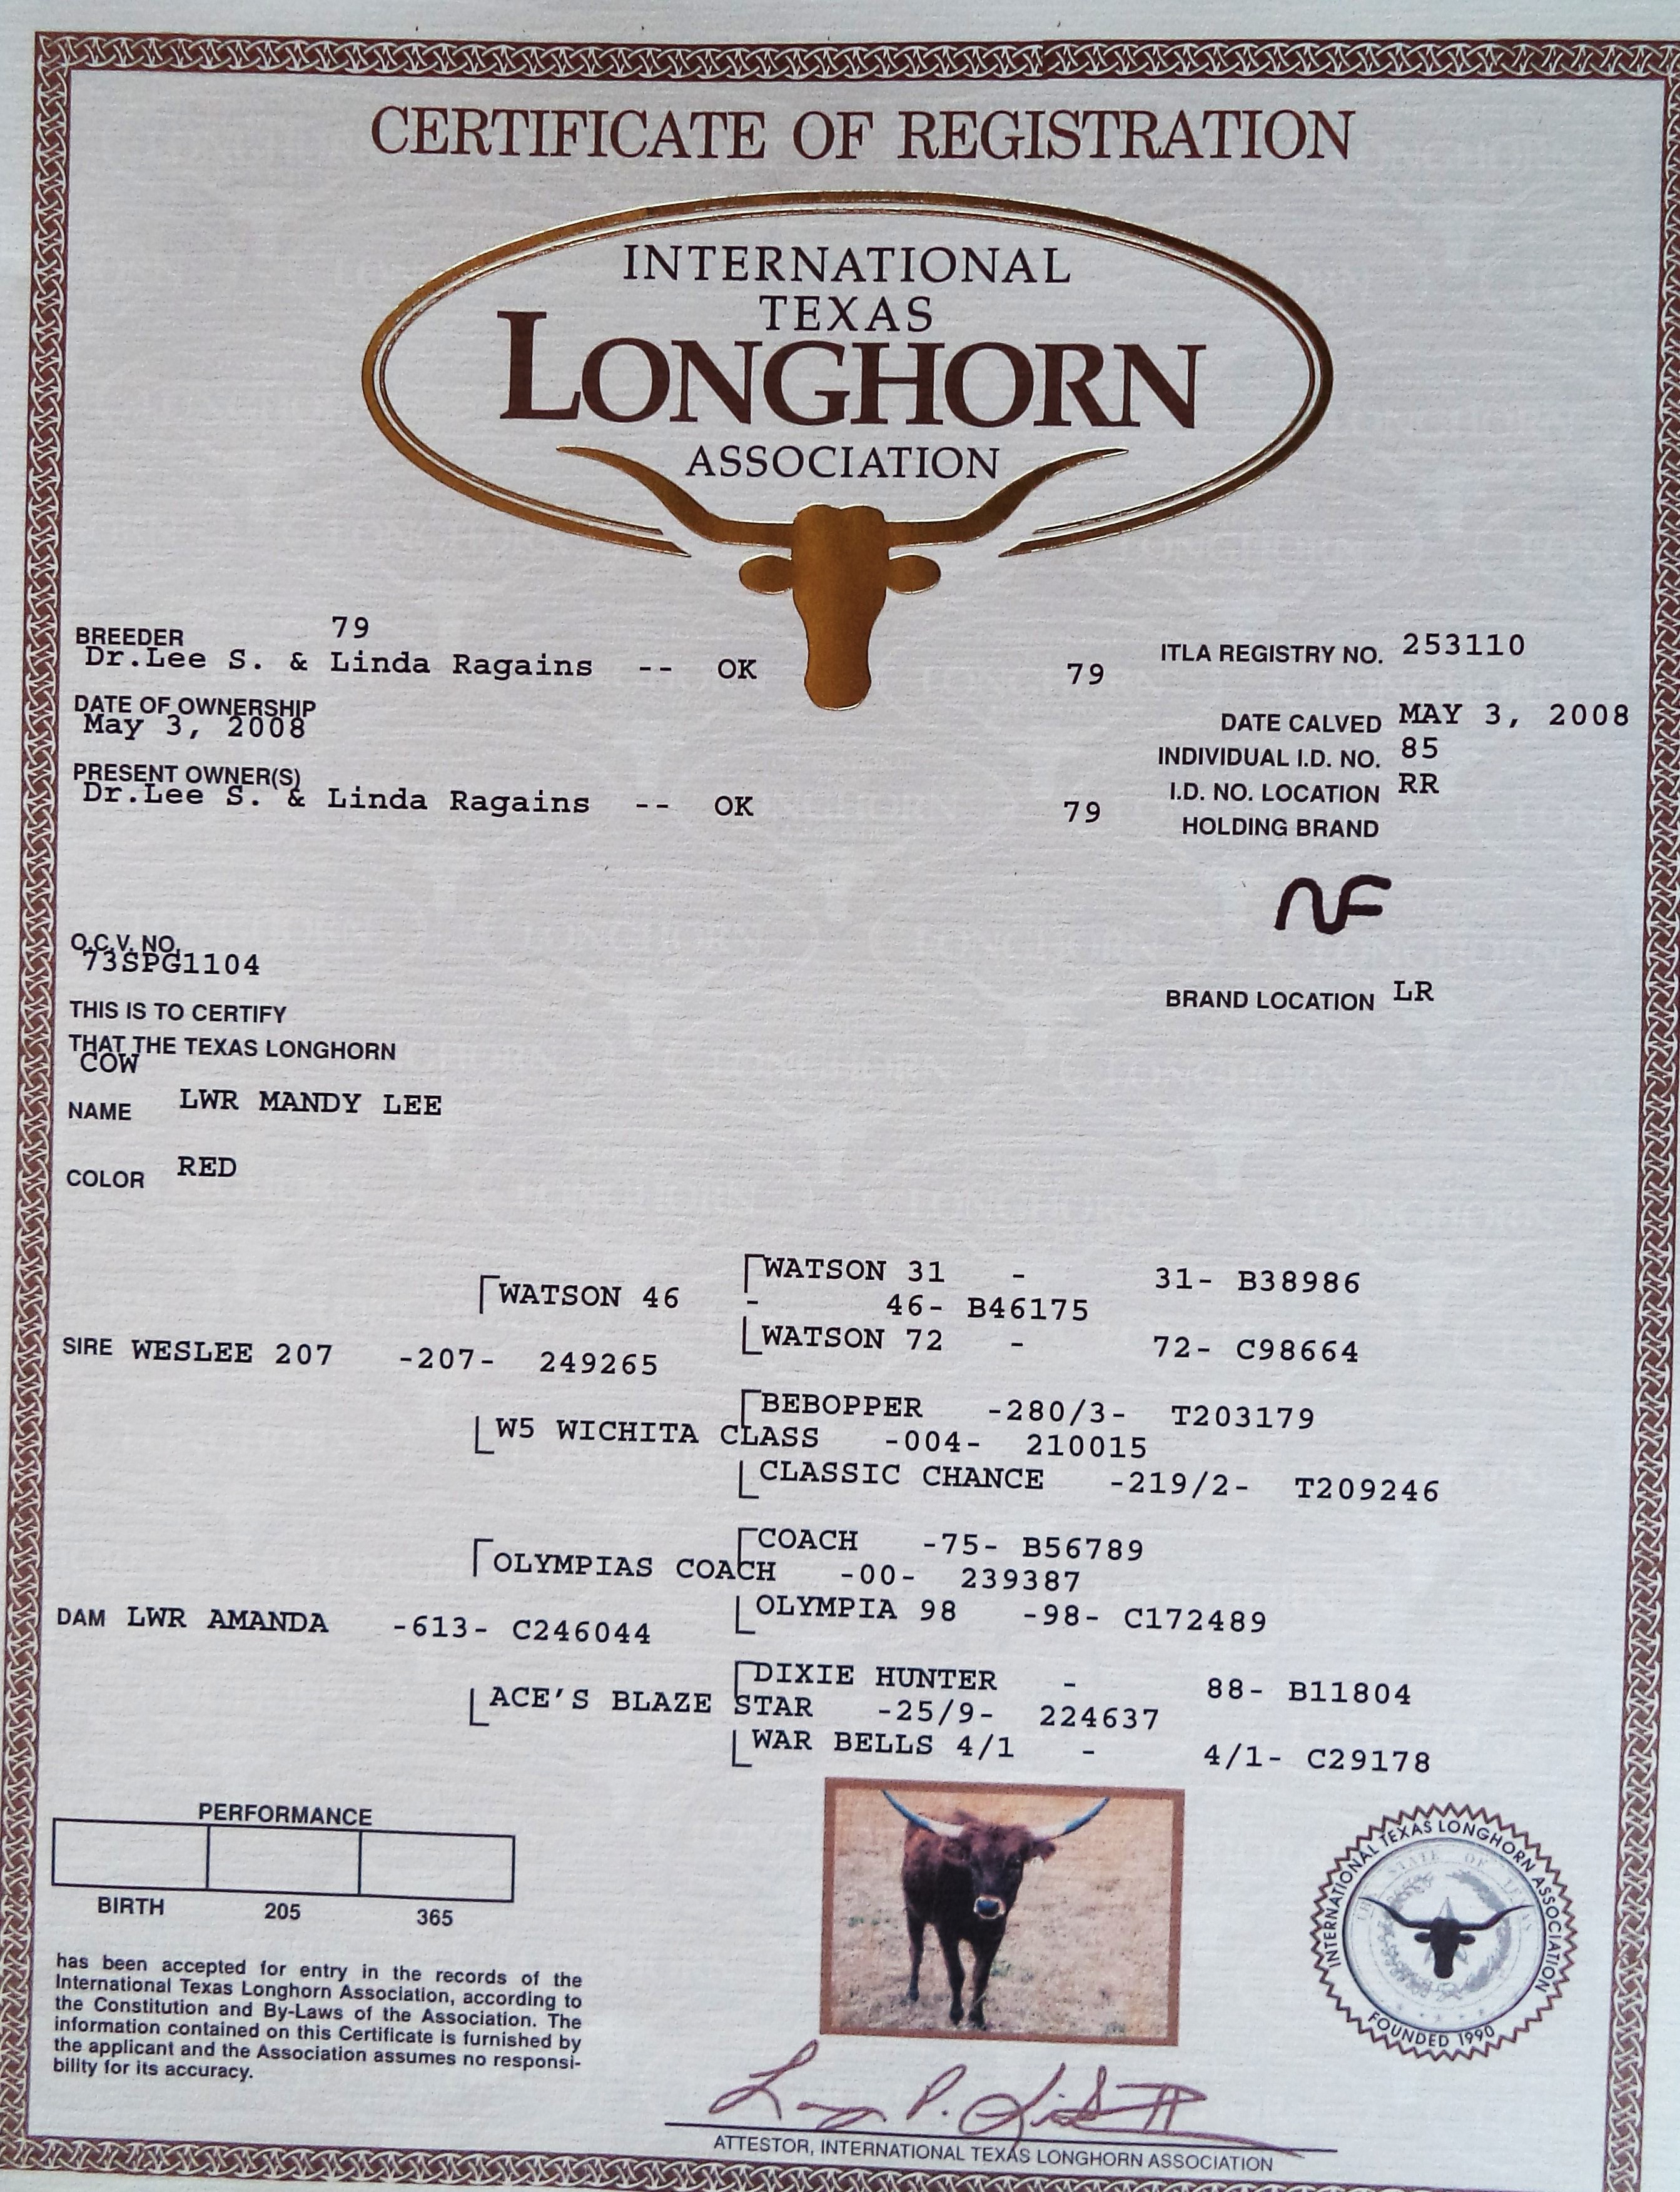 CERTIFICATE OF REGISTRATION
INTERNATIONAL
TEXAS
LONGHORN
ASSOCIATION
BREEDER 79
Dr.Lee S. & Linda Ragains -- OK 79
ITLA REGISTRY NO. 253110
DATE OF OWNERSHIP
May 3, 2008
DATE CALVED MAY 3, 2008
INDIVIDUAL I.D. NO. 85
PRESENT OWNER(S)
Dr.Lee S. & Linda Ragains -- OK 79
I.D. NO. LOCATION RR
HOLDING BRAND
NF
O.C.V. NO.
73SPG1104
BRAND LOCATION LR
THIS IS TO CERTIFY
THAT THE TEXAS LONGHORN
COW
NAME LWR MANDY LEE
COLOR RED
WATSON 31 - 31- B38986
WATSON 46 - 46- B46175
WATSON 72 - 72- C98664
SIRE WESLEE 207 -207- 249265
BEBOPPER -280/3- T203179
W5 WICHITA CLASS -004- 210015
CLASSIC CHANCE -219/2- T209246
COACH -75- B56789
OLYMPIAS COACH -00- 239387
OLYMPIA 98 -98- C172489
DAM LWR AMANDA -613- C246044
DIXIE HUNTER - 88- B11804
ACE'S BLAZE STAR -25/9- 224637
WAR BELLS 4/1 - 4/1- C29178
PERFORMANCE
BIRTH 205 365
has been accepted for entry in the records of the
International Texas Longhorn Association, according to
the Constitution and By-Laws of the Association. The
information contained on this Certificate is furnished by
the applicant and the Association assumes no responsi-
bility for its accuracy.
INTERNATIONAL TEXAS LONGHORN ASSOCIATION
FOUNDED 1990
ATTESTOR, INTERNATIONAL TEXAS LONGHORN ASSOCIATION